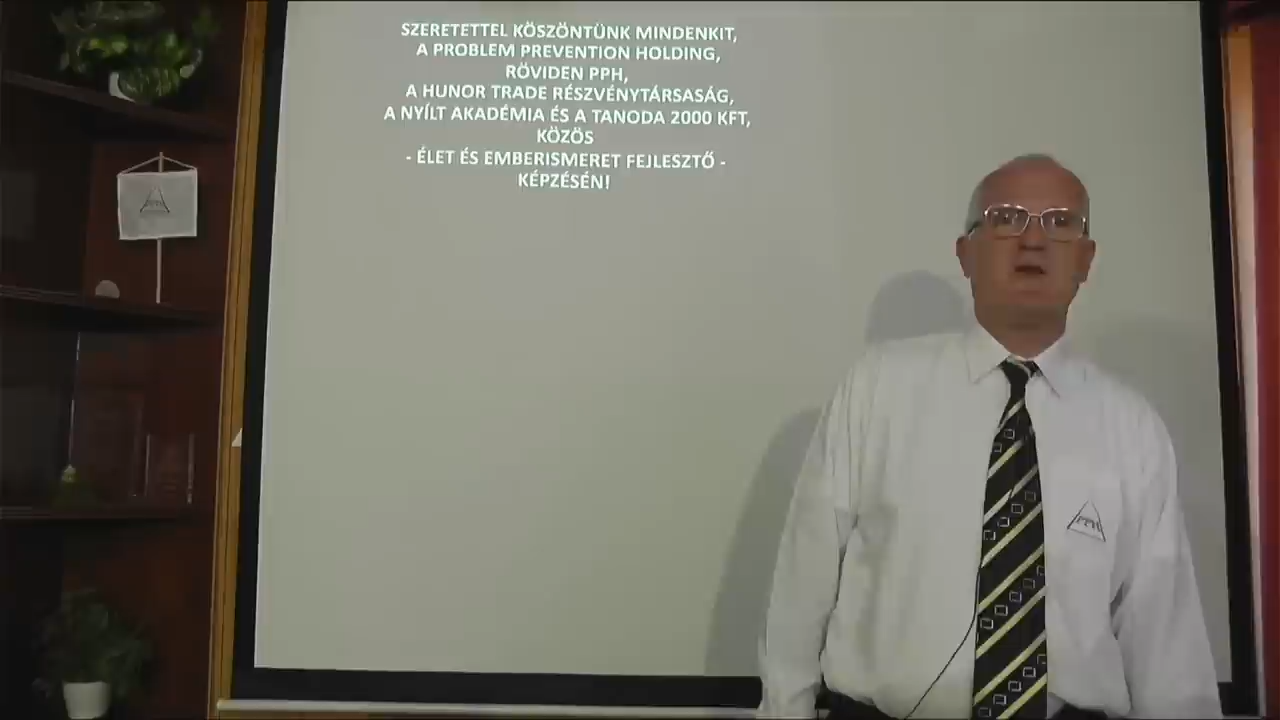 SZERETETTEL KÖSZÖNTÜNK MINDENKIT,
A PROBLEM PREVENTION HOLDING,
RÖVIDEN PPH,
A HUNOR TRADE RÉSZVÉNYTÁRSASÁG,
A NYÍLT AKADÉMIA ÉS A TANODA 2000 KFT,
KÖZÖS
- ÉLET ÉS EMBERISMERET FEJLESZTŐ -
KÉPZÉSÉN!
PPH